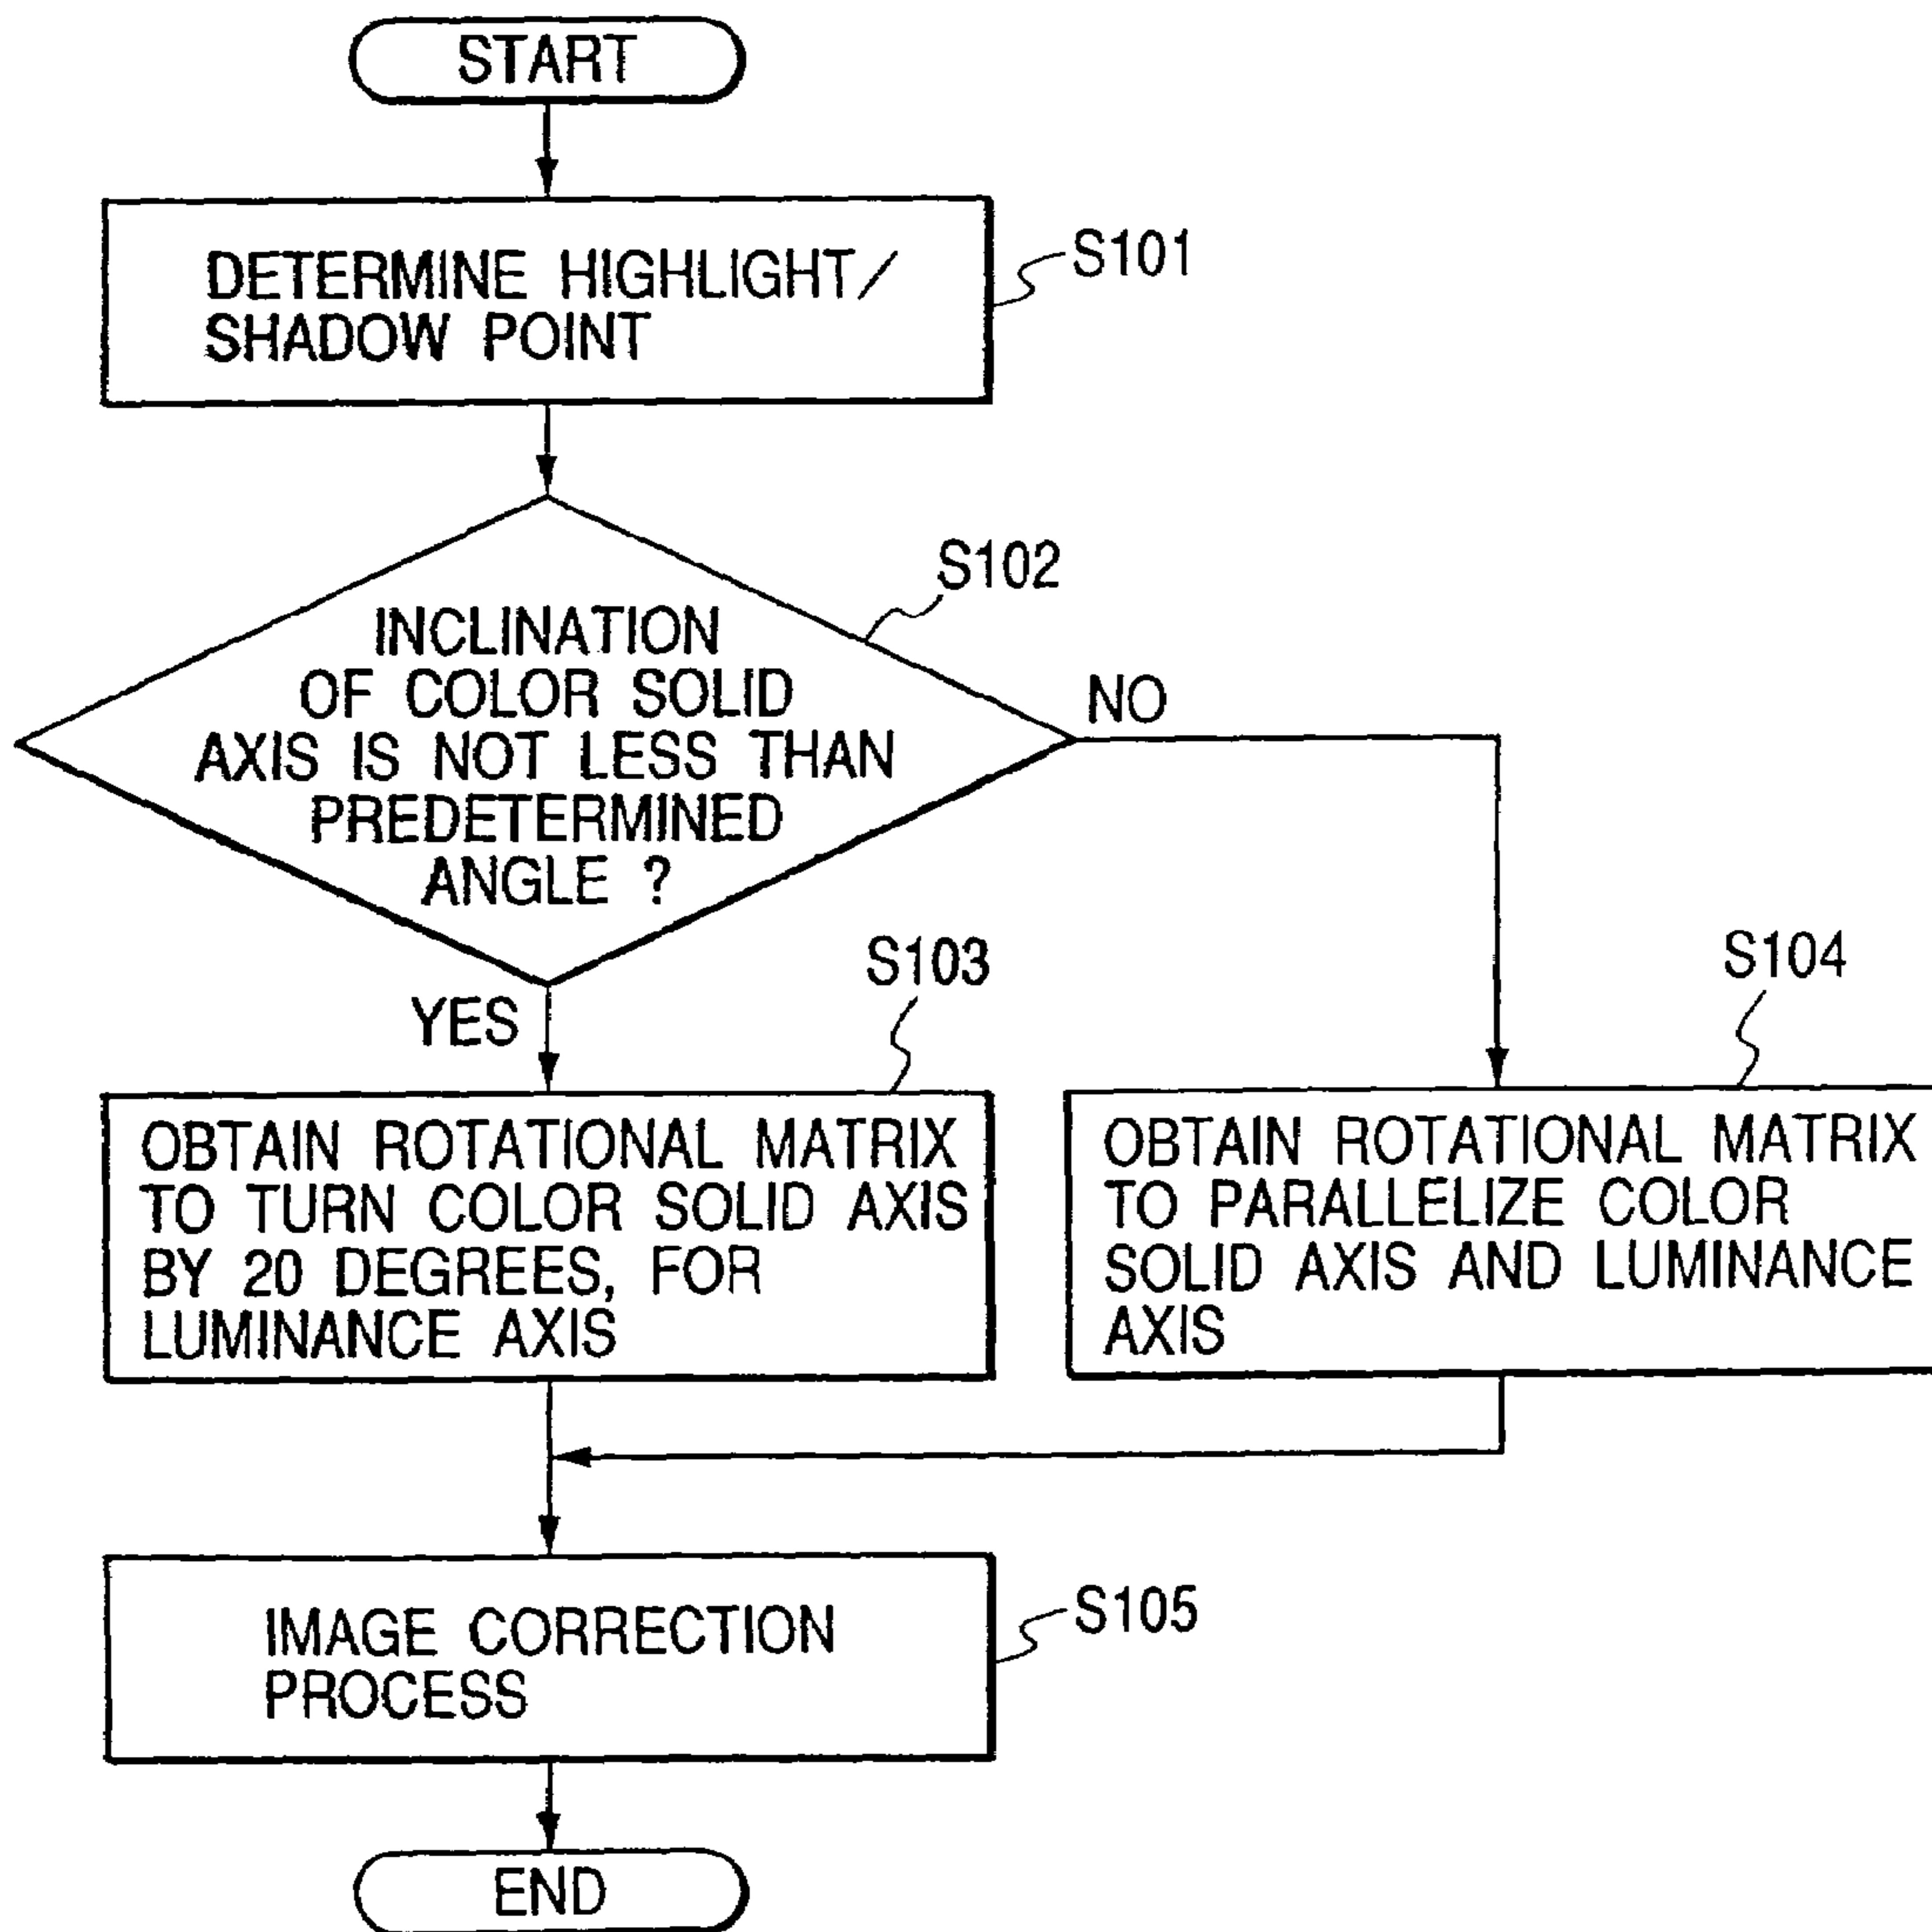 START
DETERMINE HIGHLIGHT/
SHADOW POINT
S101
INCLINATION
OF COLOR SOLID
AXIS IS NOT LESS THAN
PREDETERMINED
ANGLE ?
S102
NO
YES
S103
OBTAIN ROTATIONAL MATRIX
TO TURN COLOR SOLID AXIS
BY 20 DEGREES, FOR
LUMINANCE AXIS
S104
OBTAIN ROTATIONAL MATRIX
TO PARALLELIZE COLOR
SOLID AXIS AND LUMINANCE
AXIS
IMAGE CORRECTION
PROCESS
S105
END